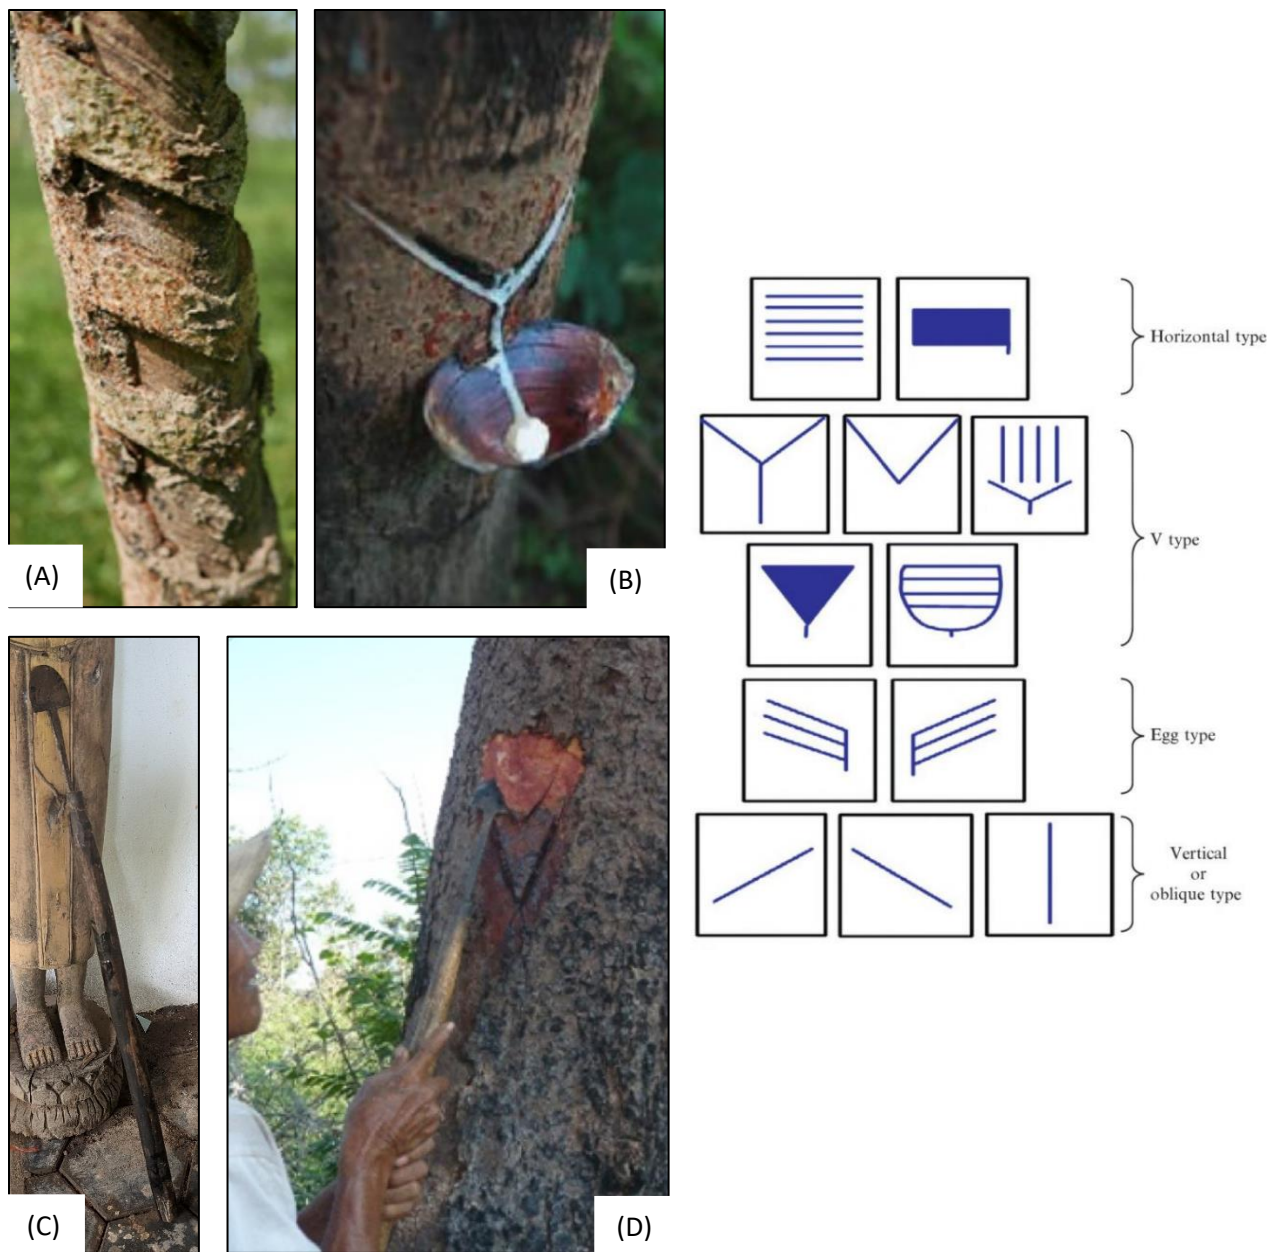 (A)
(B)
(C)
(D)
Horizontal type
V type
Egg type
Vertical
or
oblique type